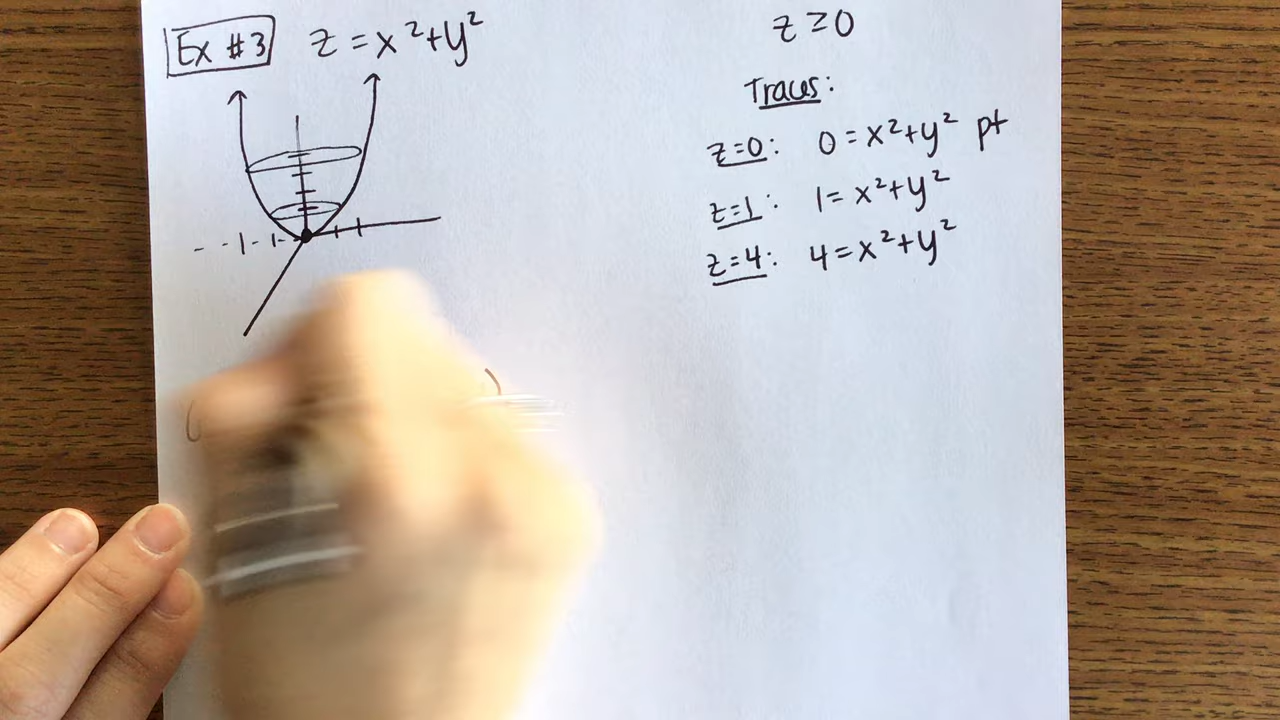 Ex #3 z = x²+y²
z ≥ 0
Traces:
z=0: 0 = x²+y² pt
z=1: 1 = x²+y²
z=4: 4 = x²+y²
)